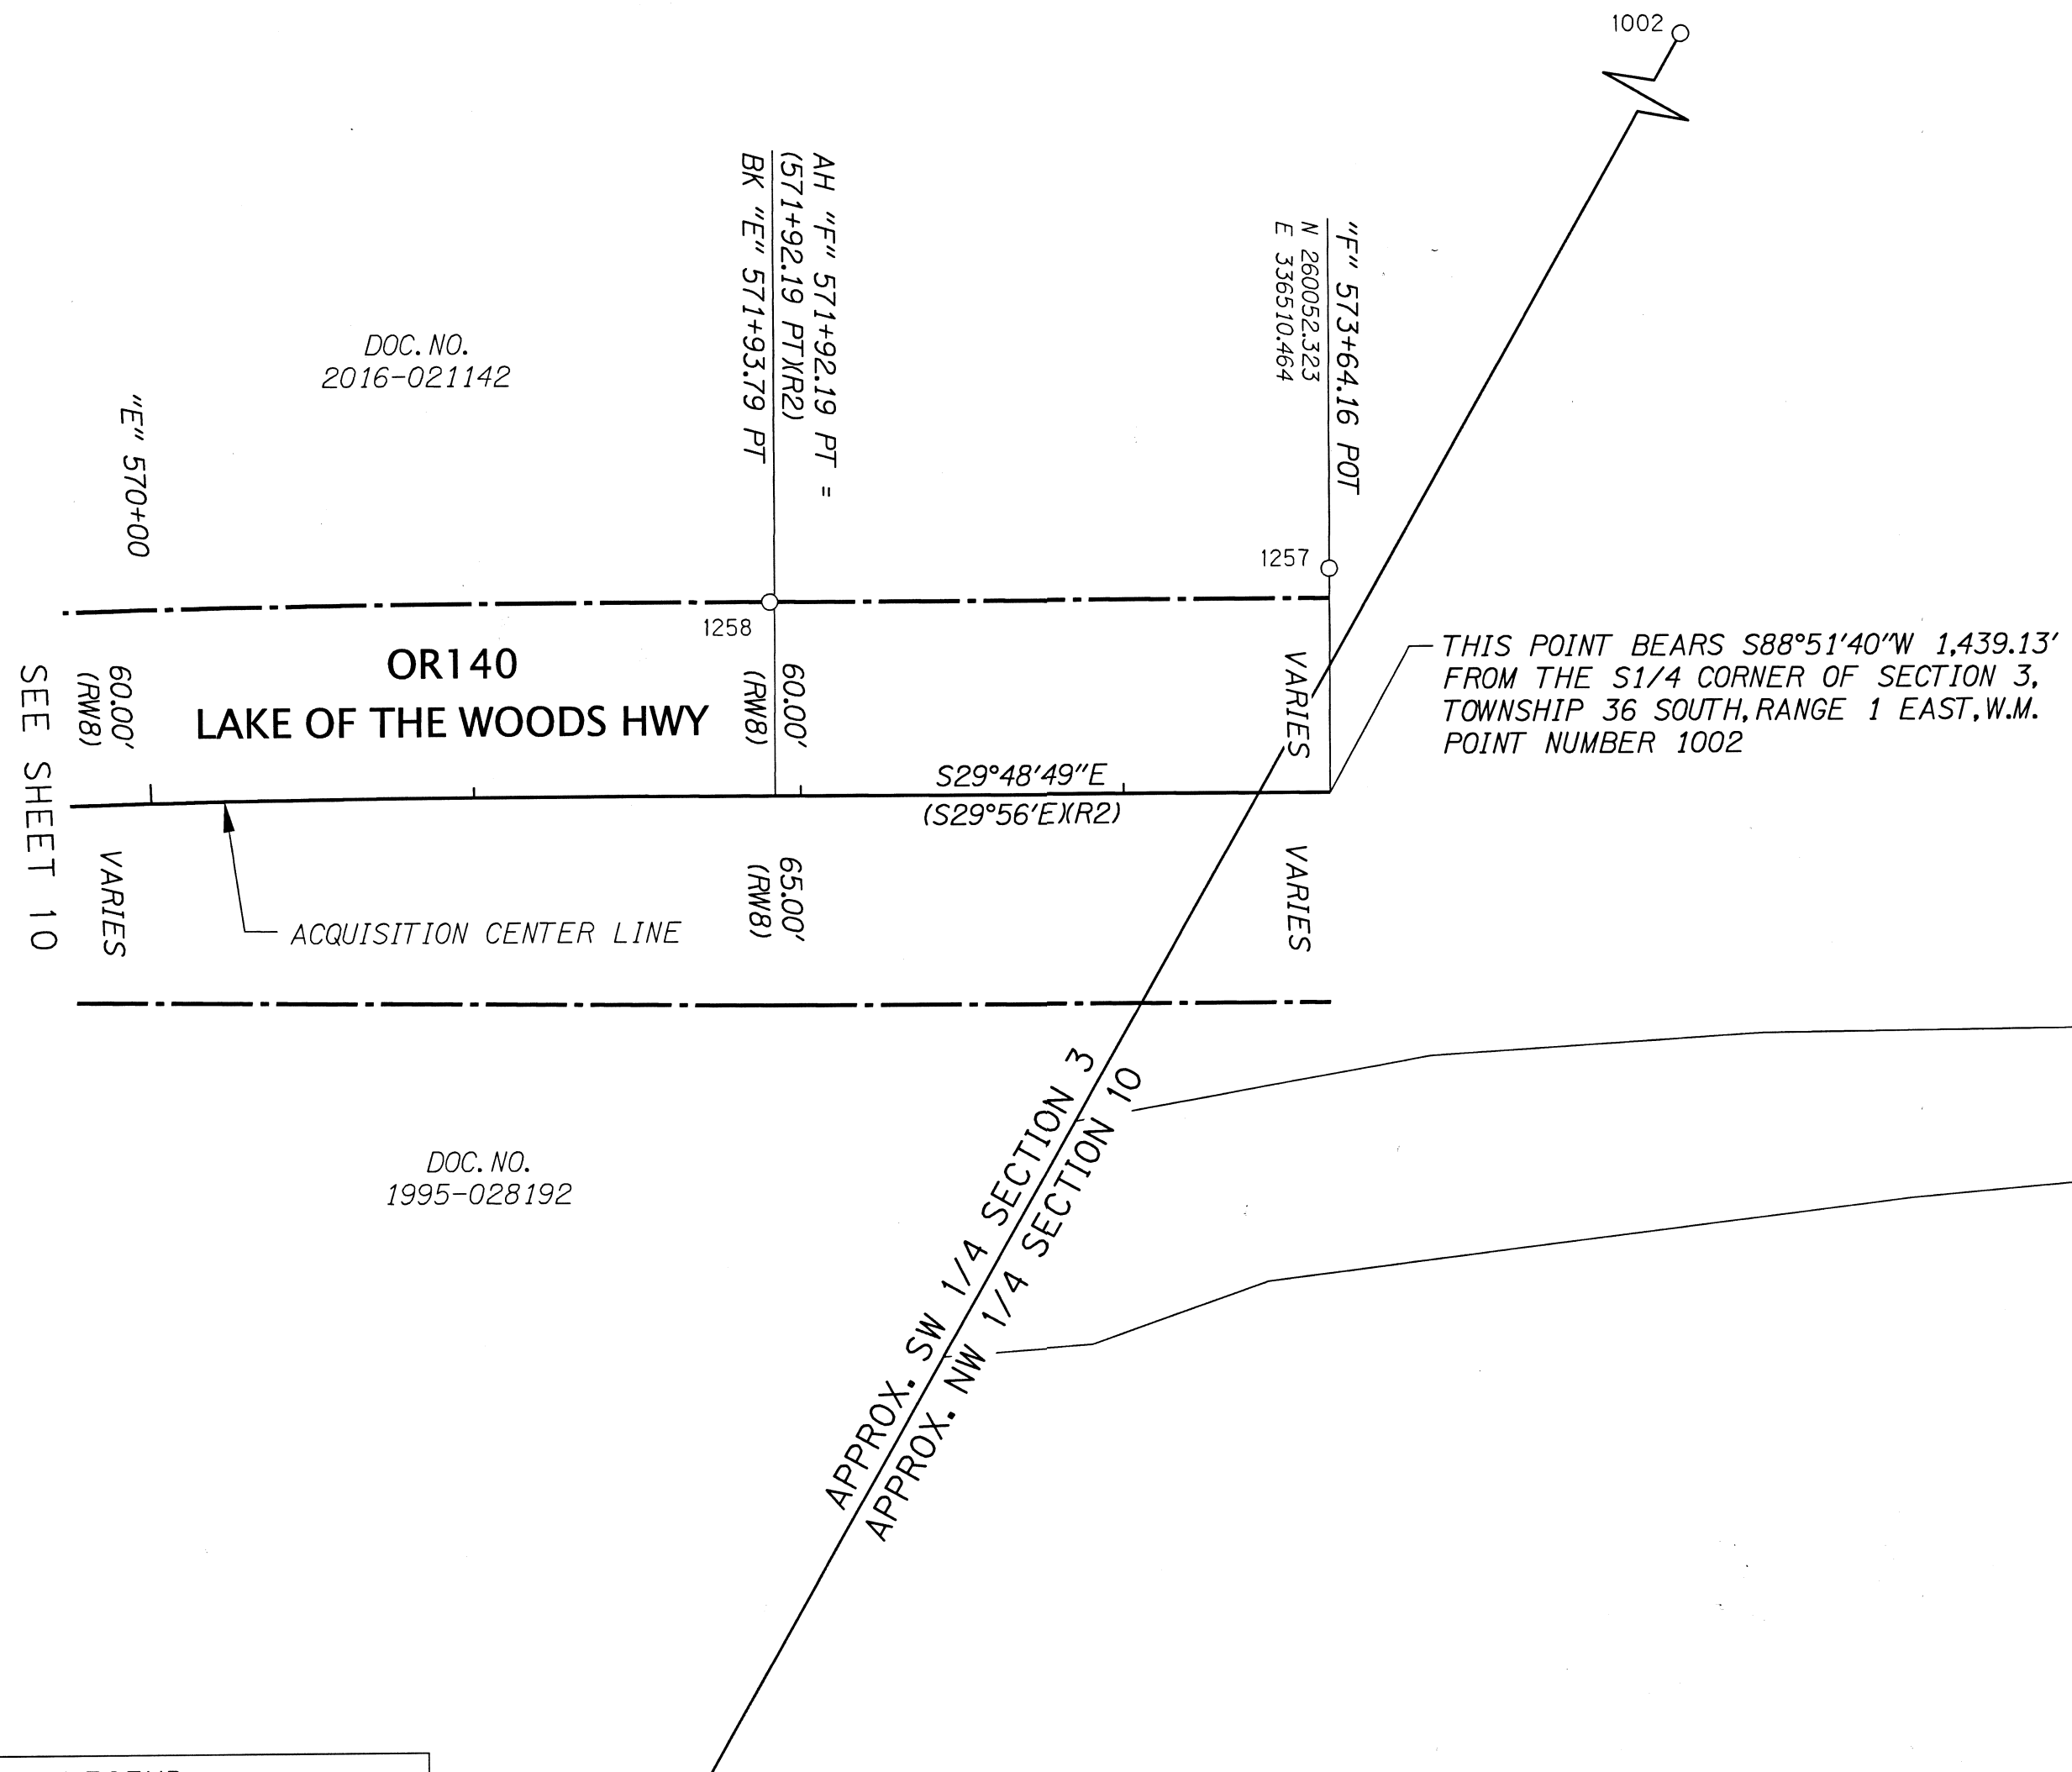 1002
AH "F" 571+92.19 PT =
(571+92.19 PT)(R2)
BK "E" 571+93.79 PT
"F" 573+64.16 POT
N 260052.323
E 336510.464
DOC. NO.
2016-021142
"E" 570+00
1257
1258
OR140
LAKE OF THE WOODS HWY
60.00'
(RW8)
60.00'
(RW8)
VARIES
THIS POINT BEARS S88°51'40"W 1,439.13'
FROM THE S1/4 CORNER OF SECTION 3,
TOWNSHIP 36 SOUTH, RANGE 1 EAST, W.M.
POINT NUMBER 1002
SEE SHEET 10
S29°48'49"E
(S29°56'E)(R2)
VARIES
65.00'
(RW8)
VARIES
ACQUISITION CENTER LINE
APPROX. SW 1/4 SECTION 3
APPROX. NW 1/4 SECTION 10
DOC. NO.
1995-028192